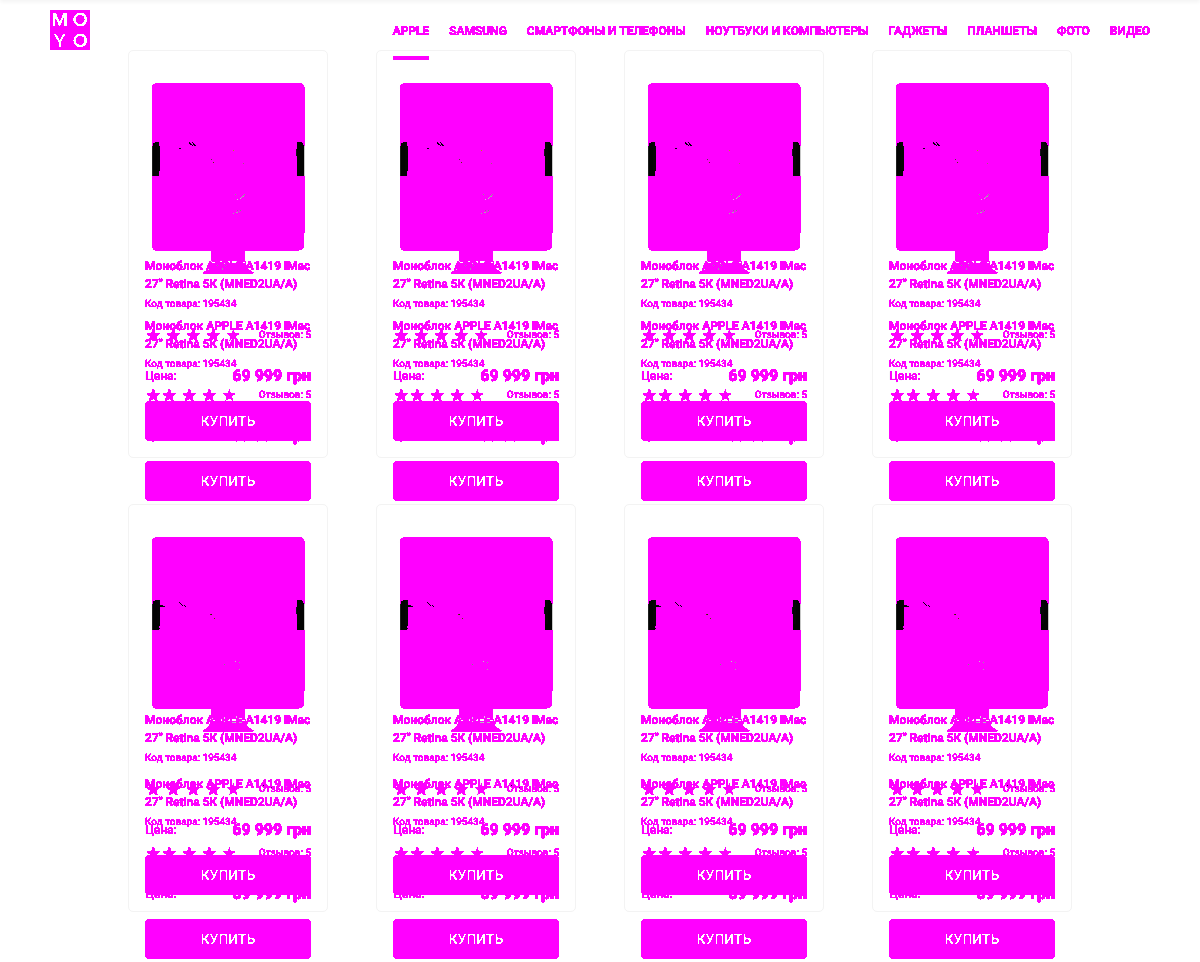 MO
YO
APPLE SAMSUNG СМАРТФОНЫ И ТЕЛЕФОНЫ НОУТБУКИ И КОМПЬЮТЕРЫ ГАДЖЕТЫ ПЛАНШЕТЫ ФОТО ВИДЕО
Моноблок APPLE A1419 iMac Моноблок APPLE A1419 iMac Моноблок APPLE A1419 iMac Моноблок APPLE A1419 iMac
27" Retina 5K (MNED2UA/A) 27" Retina 5K (MNED2UA/A) 27" Retina 5K (MNED2UA/A) 27" Retina 5K (MNED2UA/A)
Код товара: 195434 Код товара: 195434 Код товара: 195434 Код товара: 195434
Моноблок APPLE A1419 iMac Моноблок APPLE A1419 iMac Моноблок APPLE A1419 iMac Моноблок APPLE A1419 iMac
Отзывов: 5 Отзывов: 5 Отзывов: 5 Отзывов: 5
27" Retina 5K (MNED2UA/A) 27" Retina 5K (MNED2UA/A) 27" Retina 5K (MNED2UA/A) 27" Retina 5K (MNED2UA/A)
Код товара: 195434 Код товара: 195434 Код товара: 195434 Код товара: 195434
Цена: 69 999 грн Цена: 69 999 грн Цена: 69 999 грн Цена: 69 999 грн
Отзывов: 5 Отзывов: 5 Отзывов: 5 Отзывов: 5
КУПИТЬ КУПИТЬ КУПИТЬ КУПИТЬ
КУПИТЬ КУПИТЬ КУПИТЬ КУПИТЬ
Моноблок APPLE A1419 iMac Моноблок APPLE A1419 iMac Моноблок APPLE A1419 iMac Моноблок APPLE A1419 iMac
27" Retina 5K (MNED2UA/A) 27" Retina 5K (MNED2UA/A) 27" Retina 5K (MNED2UA/A) 27" Retina 5K (MNED2UA/A)
Код товара: 195434 Код товара: 195434 Код товара: 195434 Код товара: 195434
Моноблок APPLE A1419 iMac Моноблок APPLE A1419 iMac Моноблок APPLE A1419 iMac Моноблок APPLE A1419 iMac
Отзывов: 5 Отзывов: 5 Отзывов: 5 Отзывов: 5
27" Retina 5K (MNED2UA/A) 27" Retina 5K (MNED2UA/A) 27" Retina 5K (MNED2UA/A) 27" Retina 5K (MNED2UA/A)
Код товара: 195434 Код товара: 195434 Код товара: 195434 Код товара: 195434
Цена: 69 999 грн Цена: 69 999 грн Цена: 69 999 грн Цена: 69 999 грн
Отзывов: 5 Отзывов: 5 Отзывов: 5 Отзывов: 5
КУПИТЬ КУПИТЬ КУПИТЬ КУПИТЬ
Цена: 69 999 грн Цена: 69 999 грн Цена: 69 999 грн Цена: 69 999 грн
КУПИТЬ КУПИТЬ КУПИТЬ КУПИТЬ